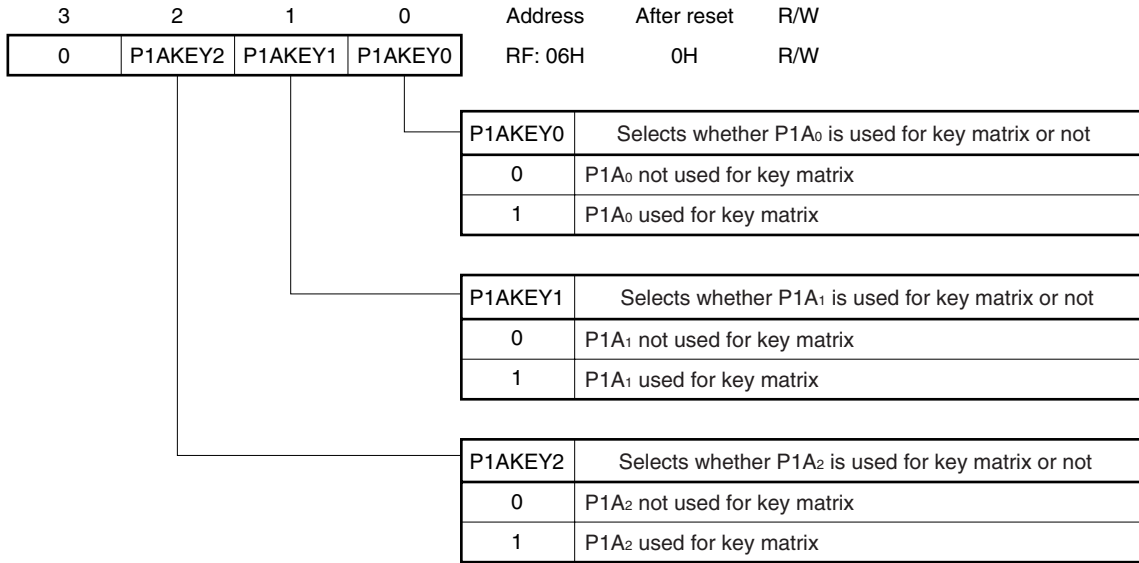 3 2 1 0 Address After reset R/W
0 P1AKEY2 P1AKEY1 P1AKEY0 RF: 06H 0H R/W
P1AKEY0 Selects whether P1A₀ is used for key matrix or not
0 P1A₀ not used for key matrix
1 P1A₀ used for key matrix
P1AKEY1 Selects whether P1A₁ is used for key matrix or not
0 P1A₁ not used for key matrix
1 P1A₁ used for key matrix
P1AKEY2 Selects whether P1A₂ is used for key matrix or not
0 P1A₂ not used for key matrix
1 P1A₂ used for key matrix